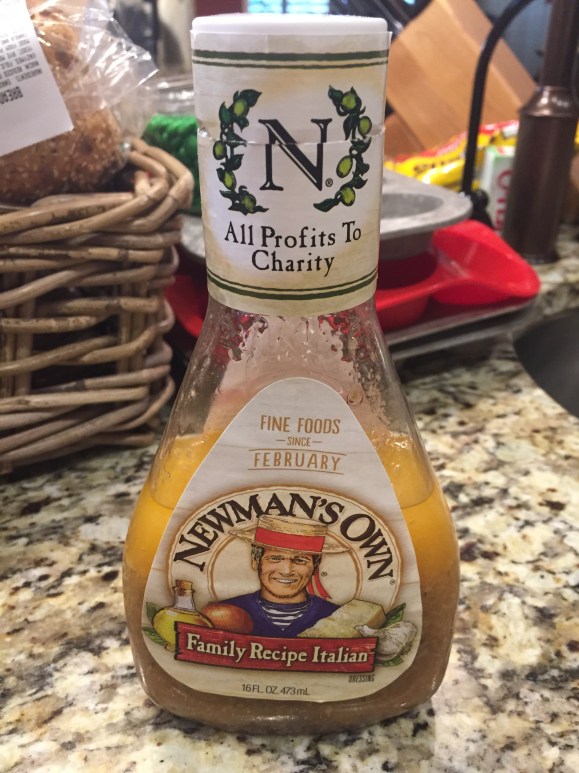 N®
All Profits To
Charity
FINE FOODS
SINCE
FEBRUARY
NEWMAN'S OWN®
Family Recipe Italian
DRESSING
16 FL. OZ. 473 mL